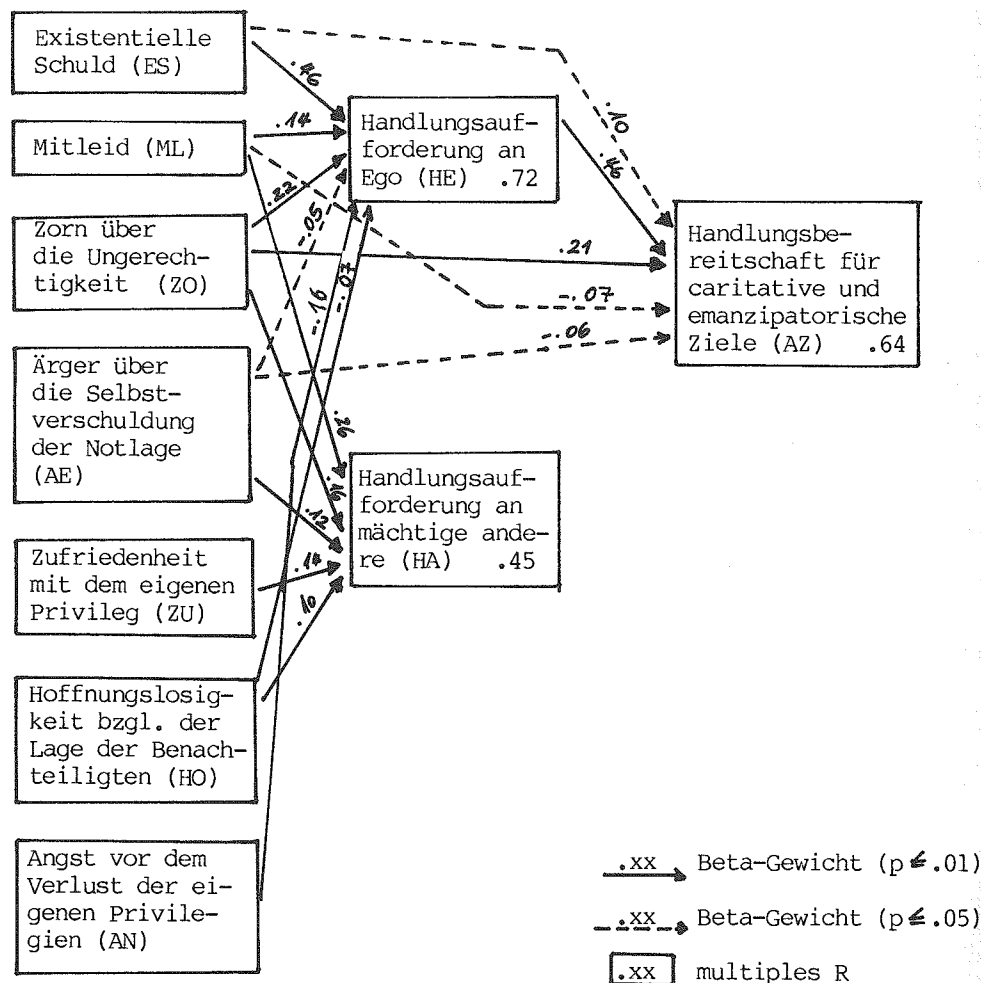 Existentielle
Schuld (ES)
Mitleid (ML)
Zorn über
die Ungerech-
tigkeit (ZO)
Ärger über
die Selbst-
verschuldung
der Notlage
(AE)
Zufriedenheit
mit dem eigenen
Privileg (ZU)
Hoffnungslosig-
keit bzgl. der
Lage der Benach-
teiligten (HO)
Angst vor dem
Verlust der ei-
genen Privile-
gien (AN)
.46
.14
.22
-.05
-.16
-.07
Handlungsauf-
forderung an
Ego (HE) .72
.36
.16
.12
.14
.10
Handlungsauf-
forderung an
mächtige ande-
re (HA) .45
.10
.46
.21
-.07
-.06
Handlungsbe-
reitschaft für
caritative und
emanzipatorische
Ziele (AZ) .64
.xx Beta-Gewicht (p ≤ .01)
.xx Beta-Gewicht (p ≤ .05)
.xx multiples R